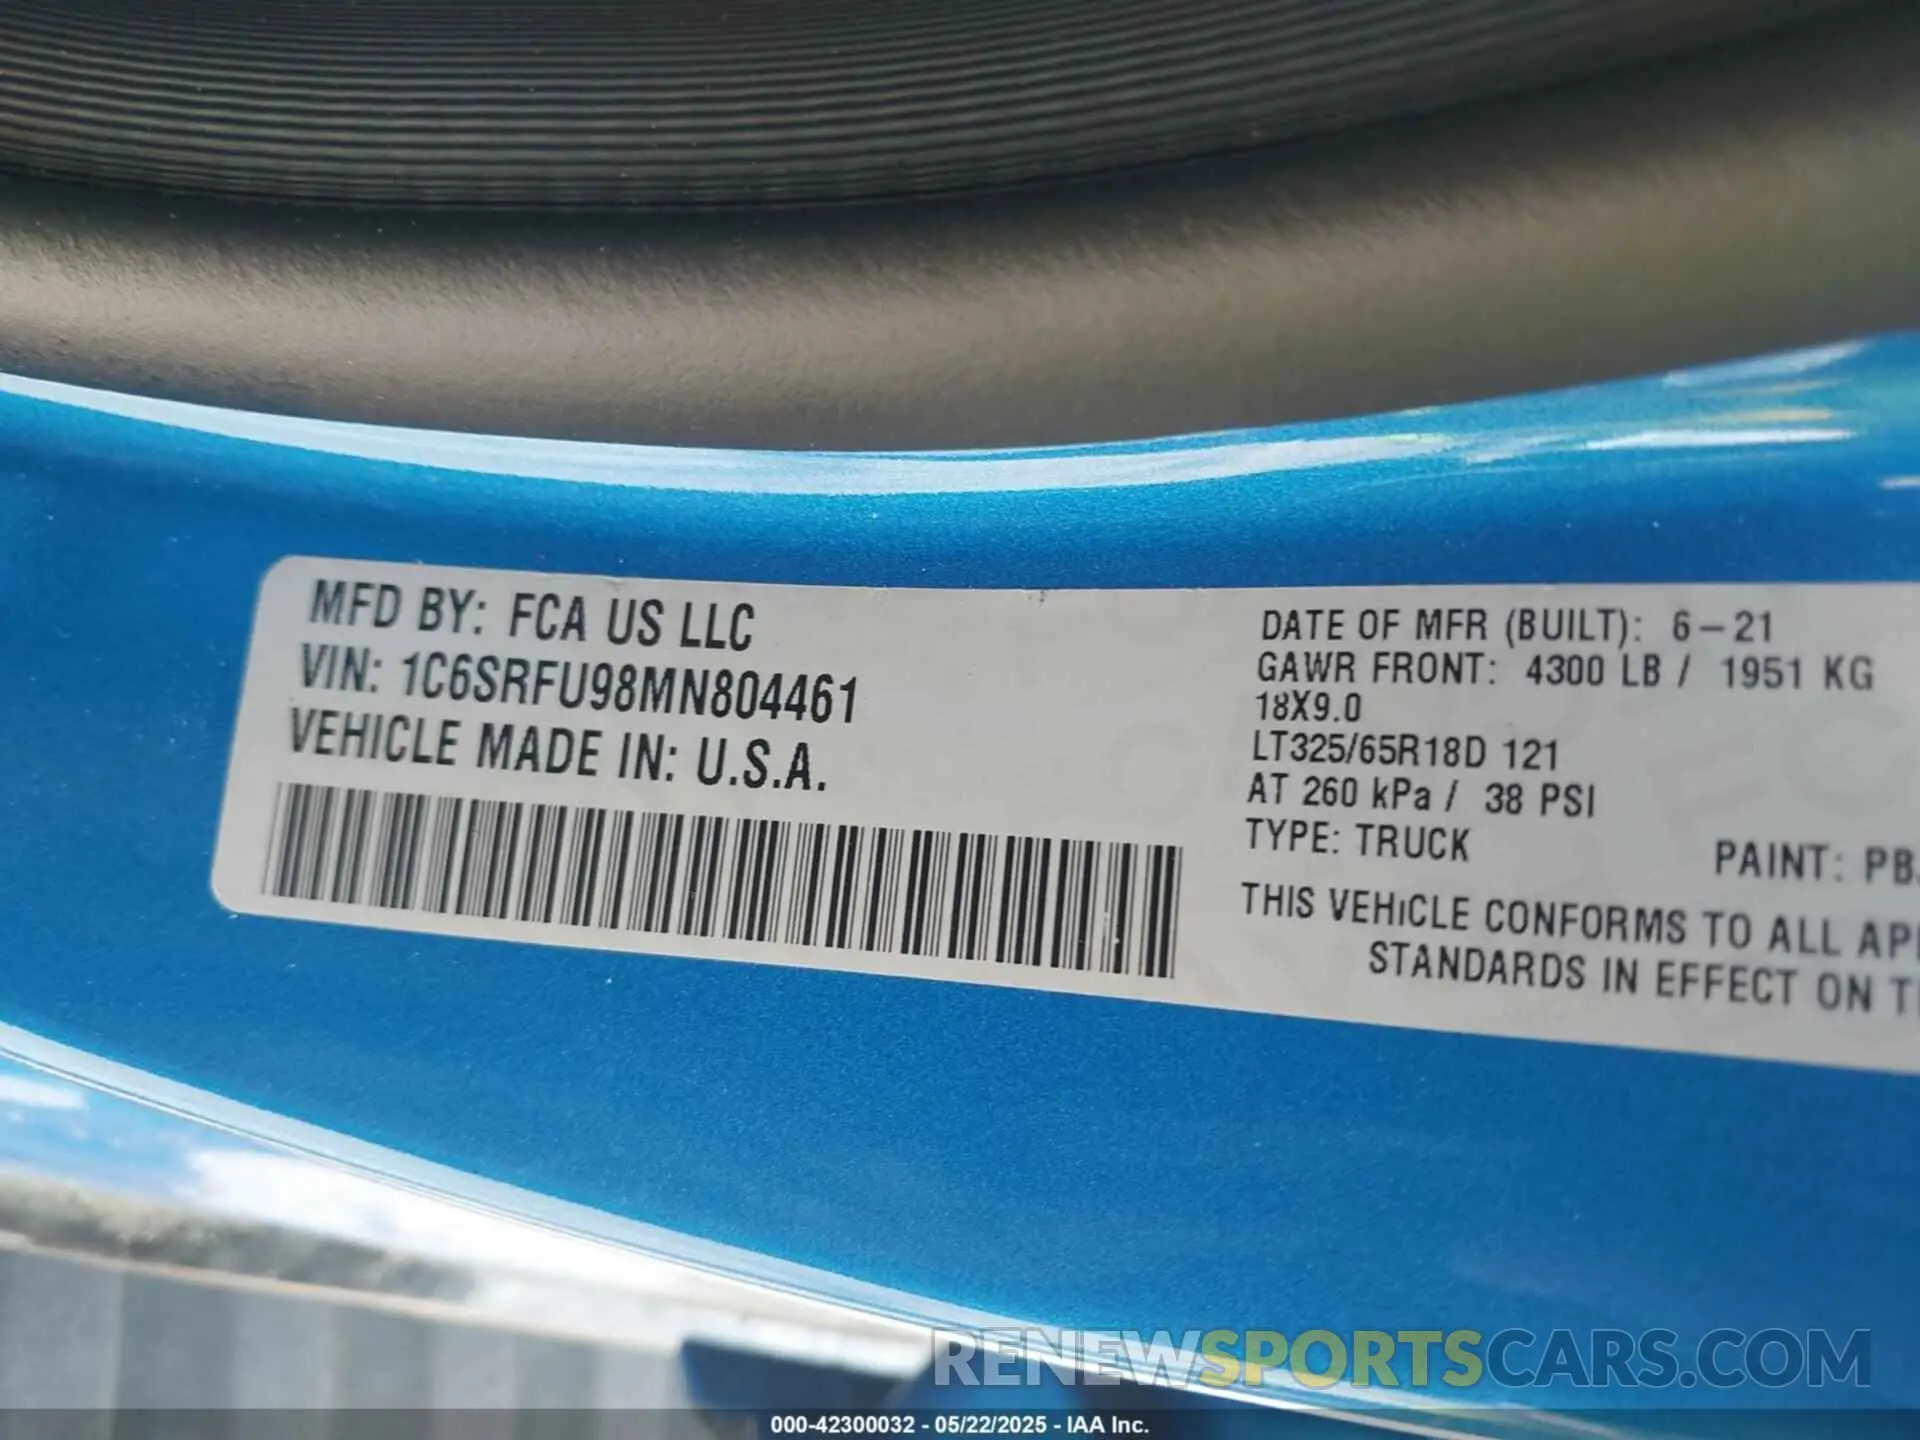 MFD BY: FCA US LLC
VIN: 1C6SRFU98MN804461
VEHICLE MADE IN: U.S.A.
DATE OF MFR (BUILT): 6-21
GAWR FRONT: 4300 LB / 1951 KG
18X9.0
LT325/65R18D 121
AT 260 kPa / 38 PSI
TYPE: TRUCK PAINT:
THIS VEHICLE CONFORMS TO ALL
STANDARDS IN EFFECT ON
RENEWSPORTSCARS.COM
000-42300032 - 05/22/2025 - IAA Inc.